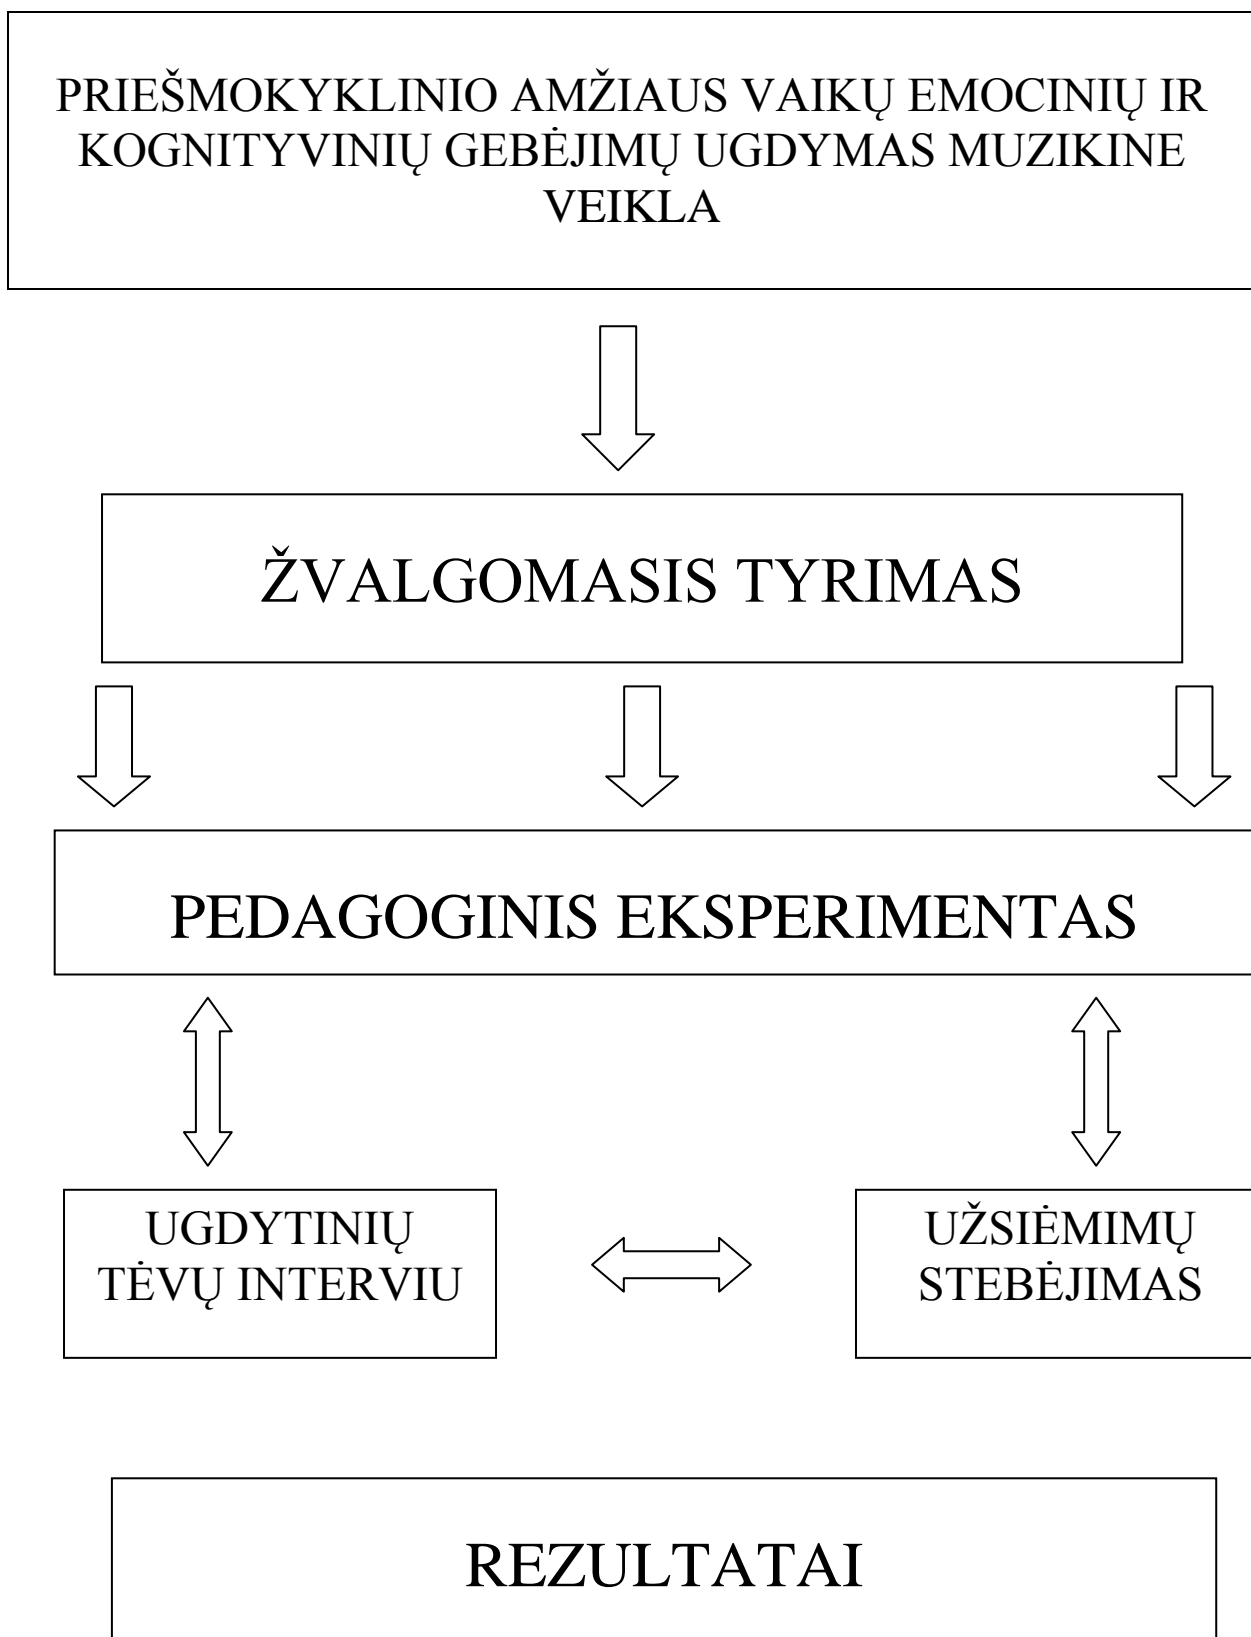 PRIEŠMOKYKLINIO AMŽIAUS VAIKŲ EMOCINIŲ IR
KOGNITYVINIŲ GEBĖJIMŲ UGDYMAS MUZIKINE
VEIKLA
ŽVALGOMASIS TYRIMAS
PEDAGOGINIS EKSPERIMENTAS
UGDYTINIŲ
TĖVŲ INTERVIU
UŽSIĖMIMŲ
STEBĖJIMAS
REZULTATAI